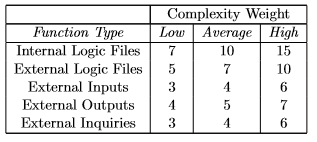 Complexity Weight
Function Type Low Average High
Internal Logic Files 7 10 15
External Logic Files 5 7 10
External Inputs 3 4 6
External Outputs 4 5 7
External Inquiries 3 4 6